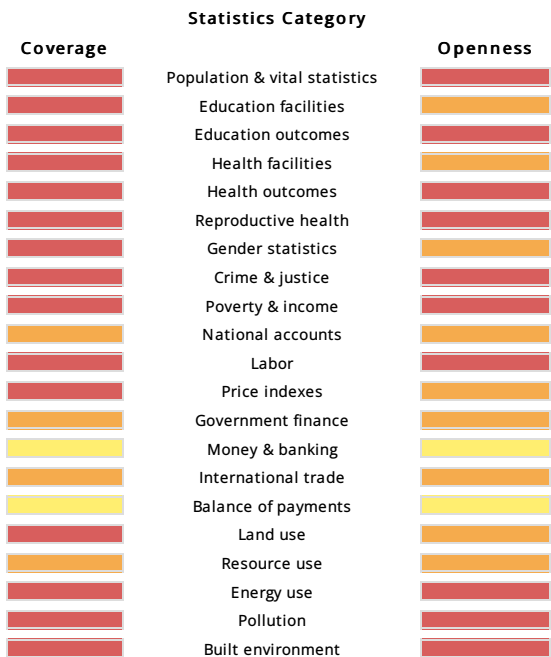 Statistics Category
Coverage Openness
Population & vital statistics
Education facilities
Education outcomes
Health facilities
Health outcomes
Reproductive health
Gender statistics
Crime & justice
Poverty & income
National accounts
Labor
Price indexes
Government finance
Money & banking
International trade
Balance of payments
Land use
Resource use
Energy use
Pollution
Built environment